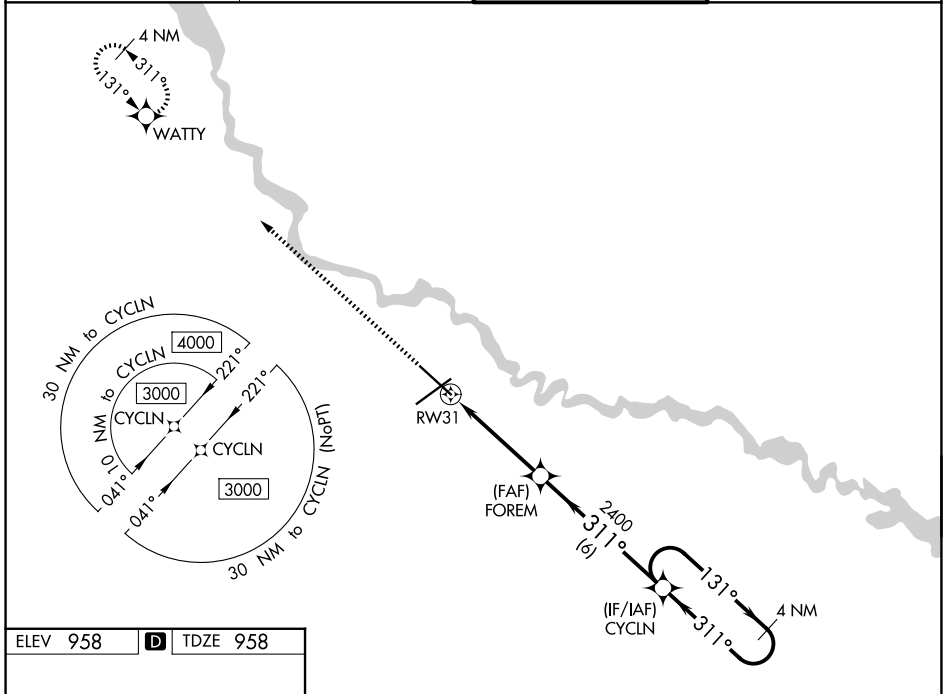 4 NM
311°
131°
WATTY
30 NM to CYCLN
4000
10 NM to CYCLN
221°
3000
221°
CYCLN
CYCLN
041°
3000
041°
30 NM to CYCLN (NoPT)
RW31
(FAF)
FOREM
2400
311°
(6)
131°
4 NM
(IF/IAF)
CYCLN
311°
ELEV 958 D TDZE 958